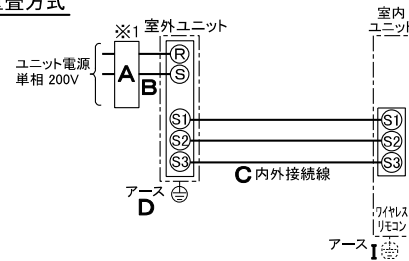 重畳方式
※1
室外ユニット
室内
ユニット
ユニット電源
単相 200V
A
B
R
S
S1
S2
S3
S1
S2
S3
C 内外接続線
アース
D
ワイヤレス
リモコン
アース I